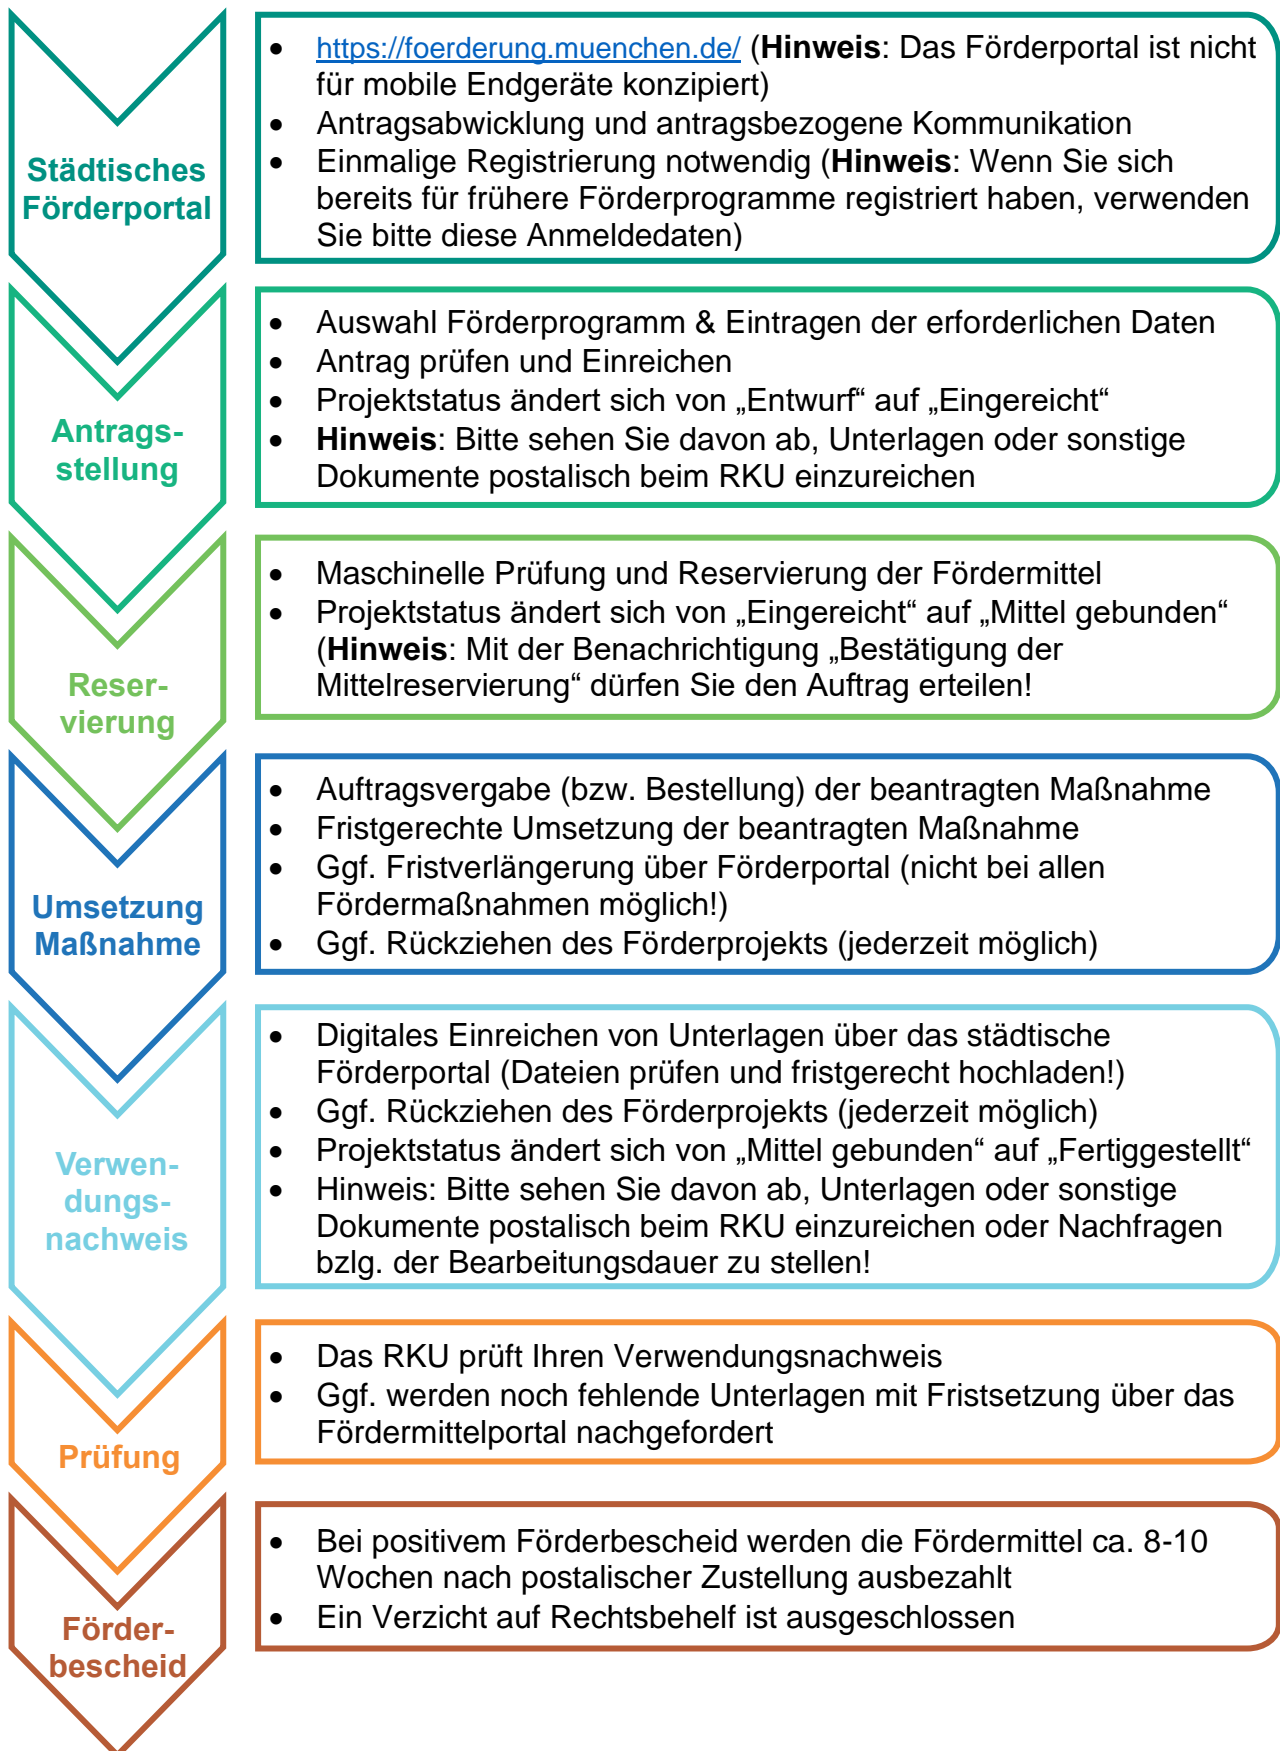 Städtisches
Förderportal
• https://foerderung.muenchen.de/ (Hinweis: Das Förderportal ist nicht
für mobile Endgeräte konzipiert)
• Antragsabwicklung und antragsbezogene Kommunikation
• Einmalige Registrierung notwendig (Hinweis: Wenn Sie sich
bereits für frühere Förderprogramme registriert haben, verwenden
Sie bitte diese Anmeldedaten)
Antrags-
stellung
• Auswahl Förderprogramm & Eintragen der erforderlichen Daten
• Antrag prüfen und Einreichen
• Projektstatus ändert sich von „Entwurf“ auf „Eingereicht“
• Hinweis: Bitte sehen Sie davon ab, Unterlagen oder sonstige
Dokumente postalisch beim RKU einzureichen
Reser-
vierung
• Maschinelle Prüfung und Reservierung der Fördermittel
• Projektstatus ändert sich von „Eingereicht“ auf „Mittel gebunden“
(Hinweis: Mit der Benachrichtigung „Bestätigung der
Mittelreservierung“ dürfen Sie den Auftrag erteilen!
Umsetzung
Maßnahme
• Auftragsvergabe (bzw. Bestellung) der beantragten Maßnahme
• Fristgerechte Umsetzung der beantragten Maßnahme
• Ggf. Fristverlängerung über Förderportal (nicht bei allen
Fördermaßnahmen möglich!)
• Ggf. Rückziehen des Förderprojekts (jederzeit möglich)
Verwen-
dungs-
nachweis
• Digitales Einreichen von Unterlagen über das städtische
Förderportal (Dateien prüfen und fristgerecht hochladen!)
• Ggf. Rückziehen des Förderprojekts (jederzeit möglich)
• Projektstatus ändert sich von „Mittel gebunden“ auf „Fertiggestellt“
• Hinweis: Bitte sehen Sie davon ab, Unterlagen oder sonstige
Dokumente postalisch beim RKU einzureichen oder Nachfragen
bzlg. der Bearbeitungsdauer zu stellen!
Prüfung
• Das RKU prüft Ihren Verwendungsnachweis
• Ggf. werden noch fehlende Unterlagen mit Fristsetzung über das
Fördermittelportal nachgefordert
Förder-
bescheid
• Bei positivem Förderbescheid werden die Fördermittel ca. 8-10
Wochen nach postalischer Zustellung ausbezahlt
• Ein Verzicht auf Rechtsbehelf ist ausgeschlossen